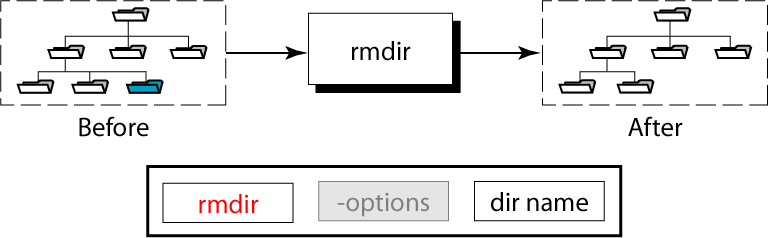 rmdir
Before
After
rmdir -options dir name